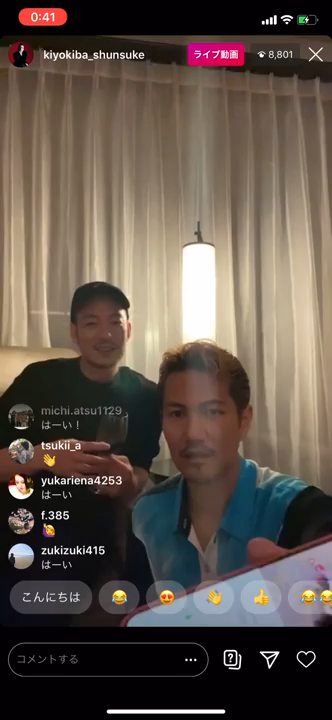 0:41
kiyokiba_shunsuke
ライブ動画
8,801
michi.atsu1129
はーい！
tsukii_a
👋
yukariena4253
はーい
f.385
🙋
zukizuki415
はーい
こんにちは 😂 😍 👋 👍 😂😂
コメントする